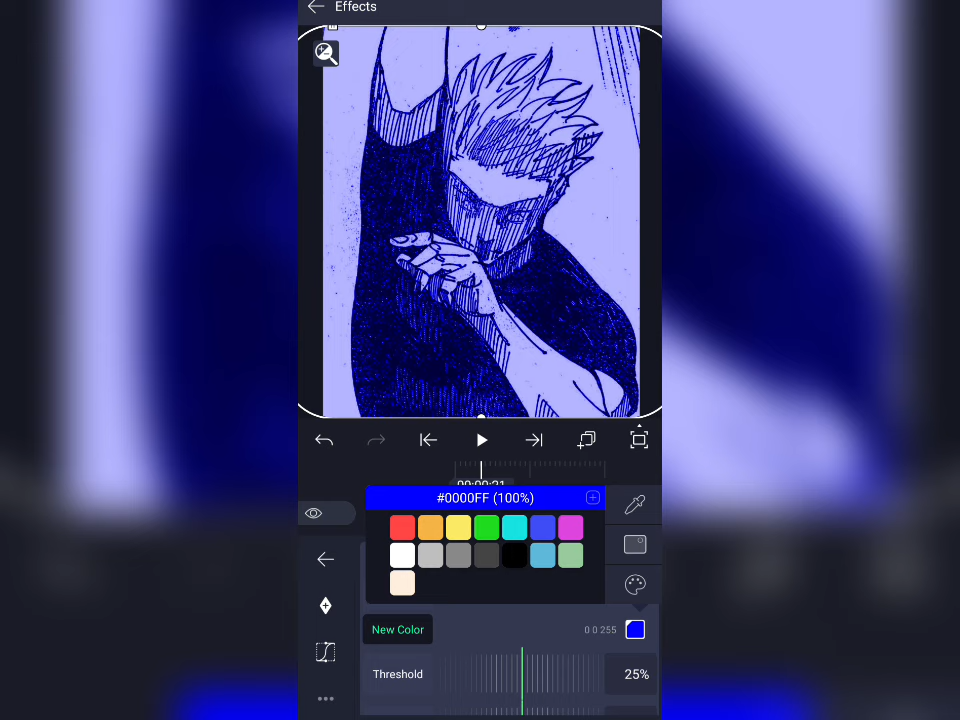 Effects
00:00:21
#0000FF (100%)
New Color
0 0 255
Threshold
25%